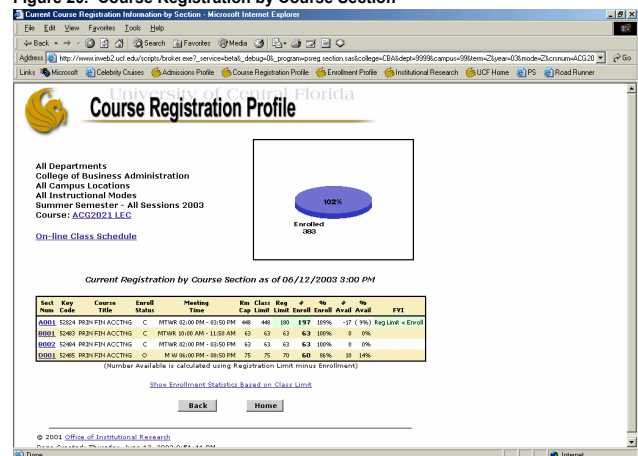 Figure 20. Course Registration by Course Section
Current Course Registration Information-by Section - Microsoft Internet Explorer
File Edit View Favorites Tools Help
Back Search Favorites Media
Address http://www.iroweb2.ucf.edu/scripts/broker.exe?_service=beta&_debug=0&_program=psreg.section.sas&college=CBA&dept=9999&campus=99&term=Z&year=03&mode=Z&crsnum=ACG20 Go
Links Microsoft Celebrity Cruises Admissions Profile Course Registration Profile Enrollment Profile Institutional Research UCF Home PS Road Runner
University of Central Florida
Course Registration Profile
All Departments
College of Business Administration
All Campus Locations
All Instructional Modes
Summer Semester - All Sessions 2003
Course: ACG2021 LEC
On-line Class Schedule
102%
Enrolled
383
Current Registration by Course Section as of 06/12/2003 3:00 PM
Sect Key Course Enroll Meeting Rm Class Reg # % # %
Num Code Title Status Time Cap Limit Limit Enroll Enroll Avail Avail FYI
A001 52824 PRIN FIN ACCTNG C MTWR 02:00 PM - 03:50 PM 448 448 180 197 109% -17 ( 9%) Reg Limit < Enroll
B001 52483 PRIN FIN ACCTNG C MTWR 10:00 AM - 11:50 AM 63 63 63 63 100% 0 0%
B002 52484 PRIN FIN ACCTNG C MTWR 02:00 PM - 03:50 PM 63 63 63 63 100% 0 0%
D001 52485 PRIN FIN ACCTNG O M W 06:00 PM - 08:50 PM 75 75 70 60 86% 10 14%
(Number Available is calculated using Registration Limit minus Enrollment)
Show Enrollment Statistics Based on Class Limit
Back Home
© 2001 Office of Institutional Research
Done Internet